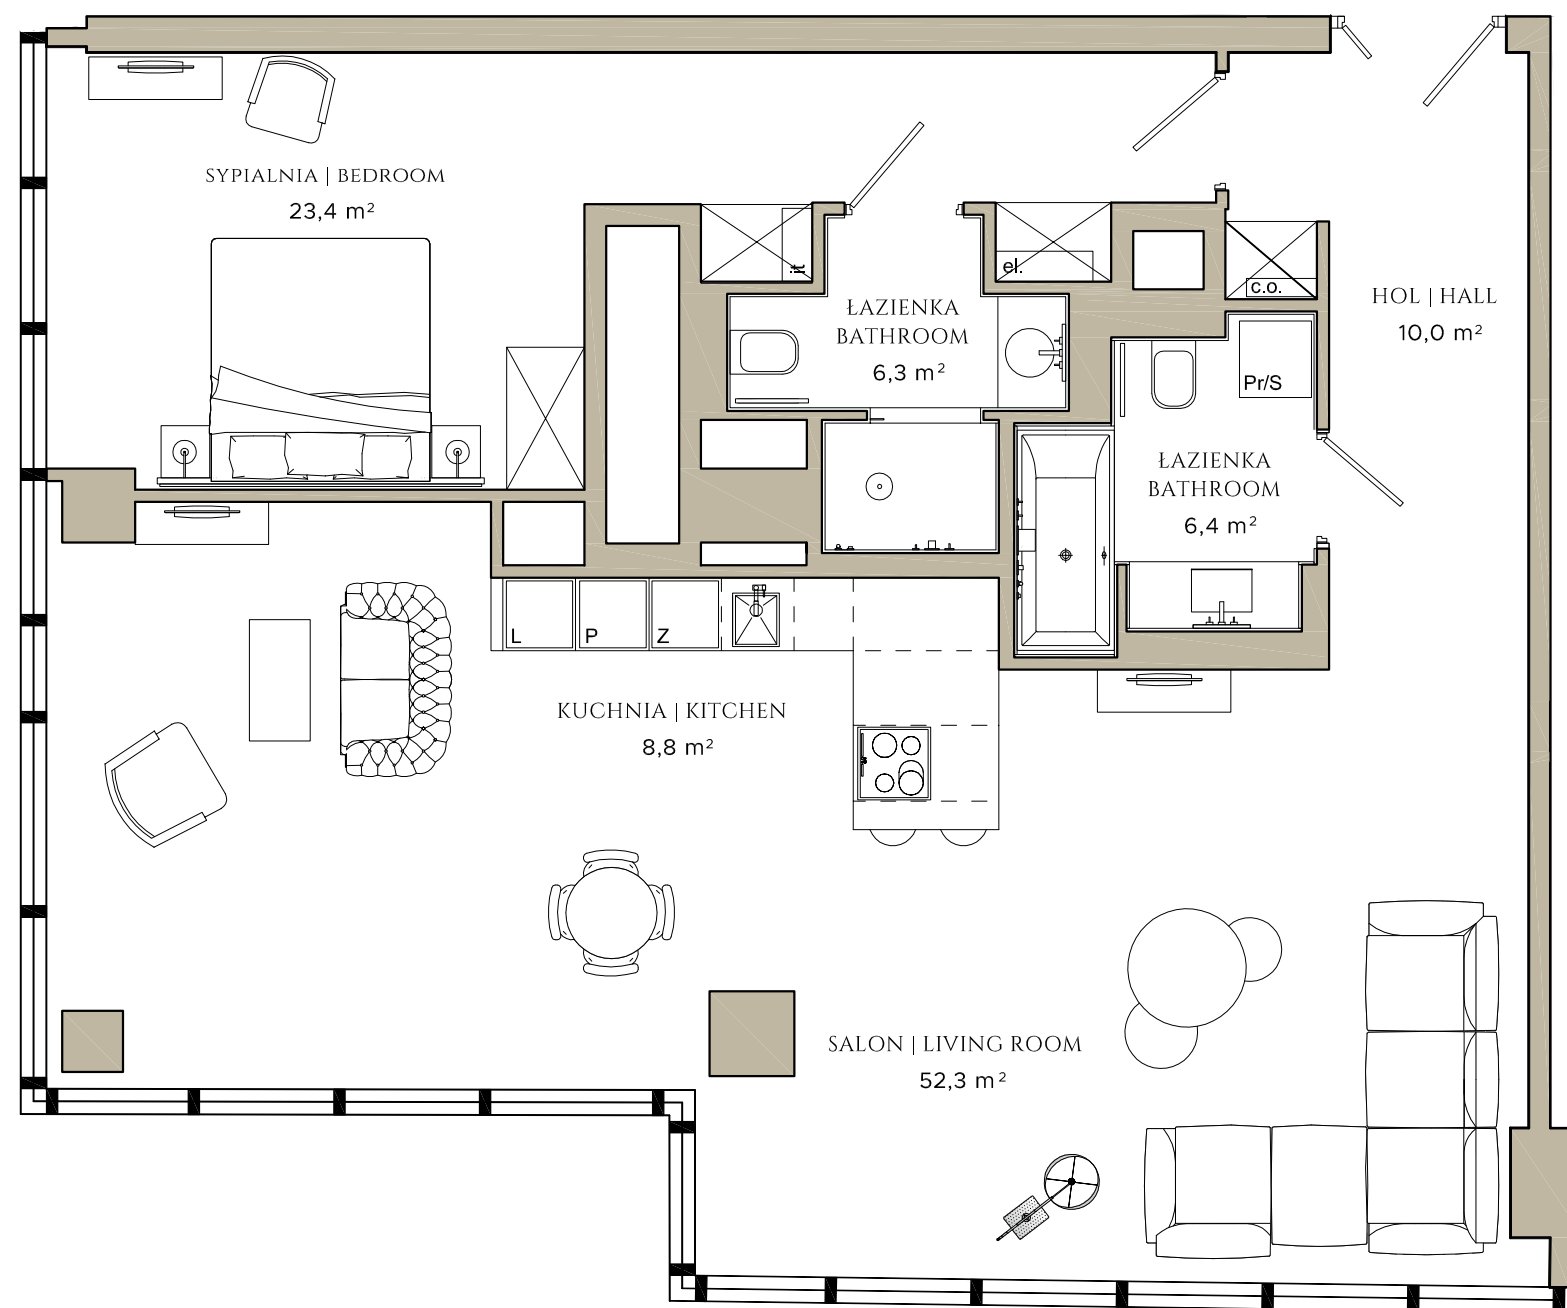 SYPIALNIA | BEDROOM
23,4 m²
it
el.
c.o.
ŁAZIENKA
BATHROOM
6,3 m²
HOL | HALL
10,0 m²
Pr/S
ŁAZIENKA
BATHROOM
6,4 m²
L
P
Z
KUCHNIA | KITCHEN
8,8 m²
SALON | LIVING ROOM
52,3 m²